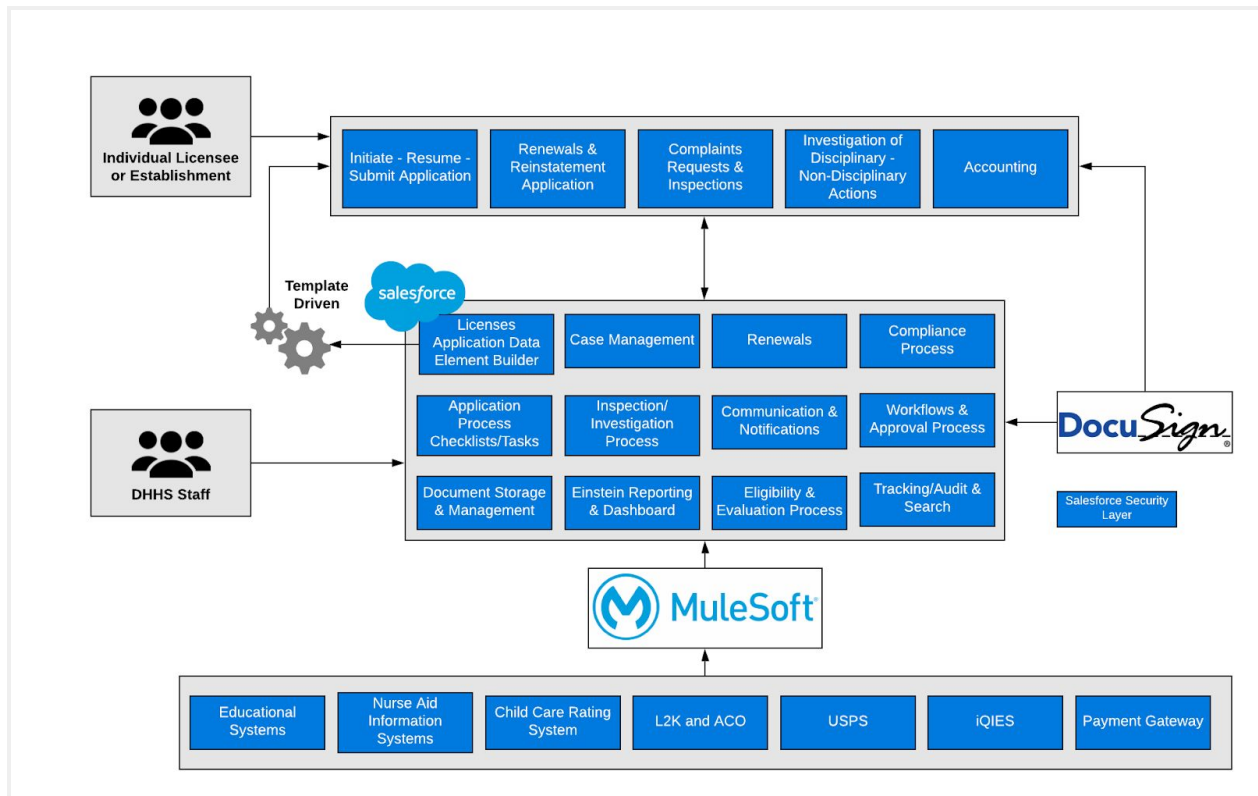 Individual Licensee
or Establishment
Initiate - Resume -
Submit Application
Renewals &
Reinstatement
Application
Complaints
Requests &
Inspections
Investigation of
Disciplinary -
Non-Disciplinary
Actions
Accounting
Template
Driven
salesforce
Licenses
Application Data
Element Builder
Case Management
Renewals
Compliance
Process
Application
Process
Checklists/Tasks
Inspection/
Investigation
Process
Communication &
Notifications
Workflows &
Approval Process
Document Storage
& Management
Einstein Reporting
& Dashboard
Eligibility &
Evaluation Process
Tracking/Audit &
Search
DHHS Staff
DocuSign®
Salesforce Security
Layer
MuleSoft®
Educational
Systems
Nurse Aid
Information
Systems
Child Care Rating
System
L2K and ACO
USPS
iQIES
Payment Gateway